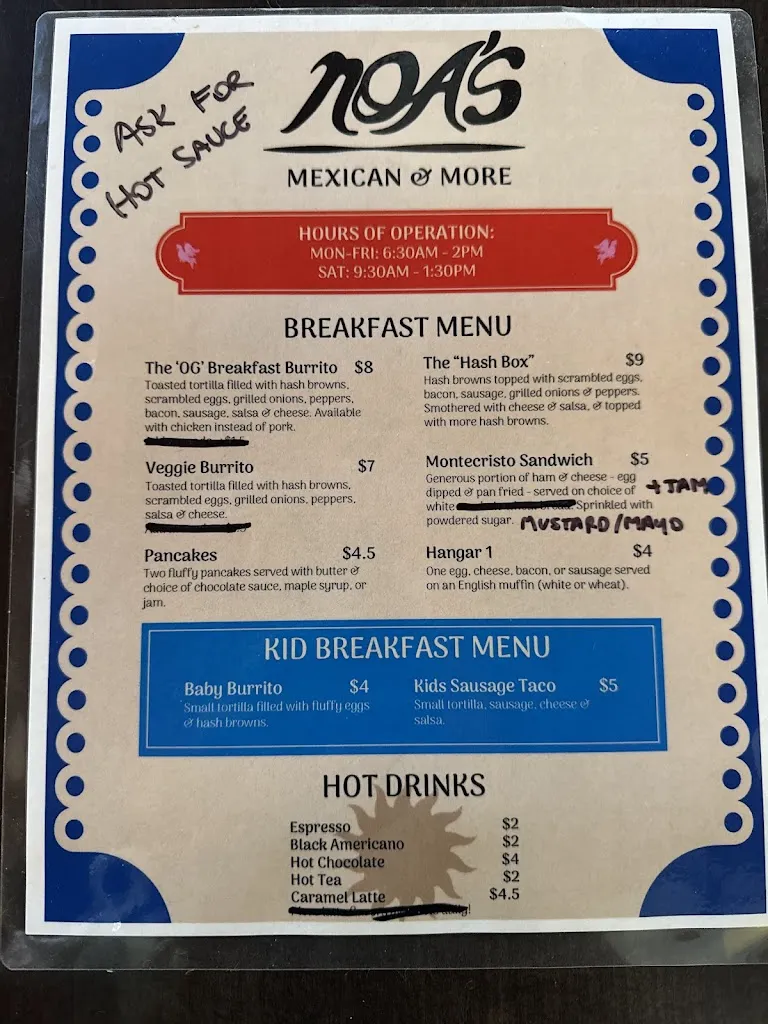 ASK FOR
HOT SAUCE
NOA'S
MEXICAN & MORE
HOURS OF OPERATION:
MON-FRI: 6:30AM - 2PM
SAT: 9:30AM - 1:30PM
BREAKFAST MENU
The 'OG' Breakfast Burrito $8
Toasted tortilla filled with hash browns,
scrambled eggs, grilled onions, peppers,
bacon, sausage, salsa & cheese. Available
with chicken instead of pork.
The "Hash Box" $9
Hash browns topped with scrambled eggs,
bacon, sausage, grilled onions & peppers.
Smothered with cheese & salsa, & topped
with more hash browns.
Veggie Burrito $7
Toasted tortilla filled with hash browns,
scrambled eggs, grilled onions, peppers,
salsa & cheese.
Montecristo Sandwich $5
Generous portion of ham & cheese - egg
dipped & pan fried - served on choice of + JAM
white Sprinkled with
powdered sugar. MUSTARD/MAYO
Pancakes $4.5
Two fluffy pancakes served with butter &
choice of chocolate sauce, maple syrup, or
jam.
Hangar 1 $4
One egg, cheese, bacon, or sausage served
on an English muffin (white or wheat).
KID BREAKFAST MENU
Baby Burrito $4
Small tortilla filled with fluffy eggs
& hash browns.
Kids Sausage Taco $5
Small tortilla, sausage, cheese &
salsa.
HOT DRINKS
Espresso $2
Black Americano $2
Hot Chocolate $4
Hot Tea $2
Caramel Latte $4.5